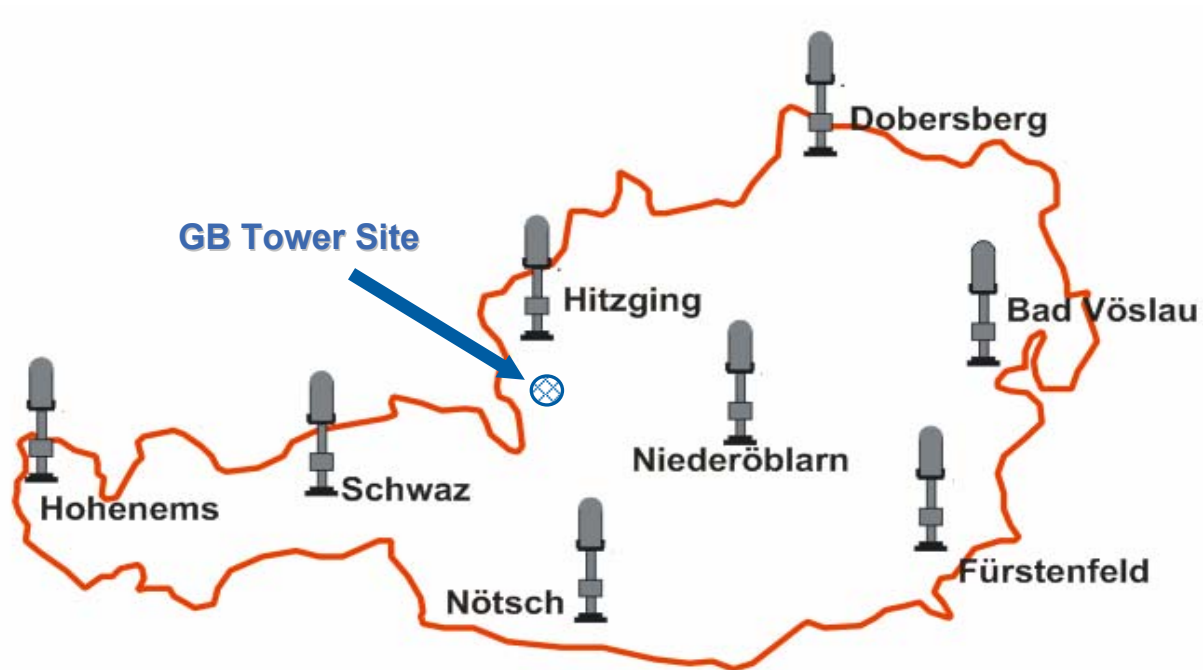 Dobersberg
GB Tower Site
Hitzging
Bad Vöslau
Niederöblarn
Schwaz
Hohenems
Fürstenfeld
Nötsch